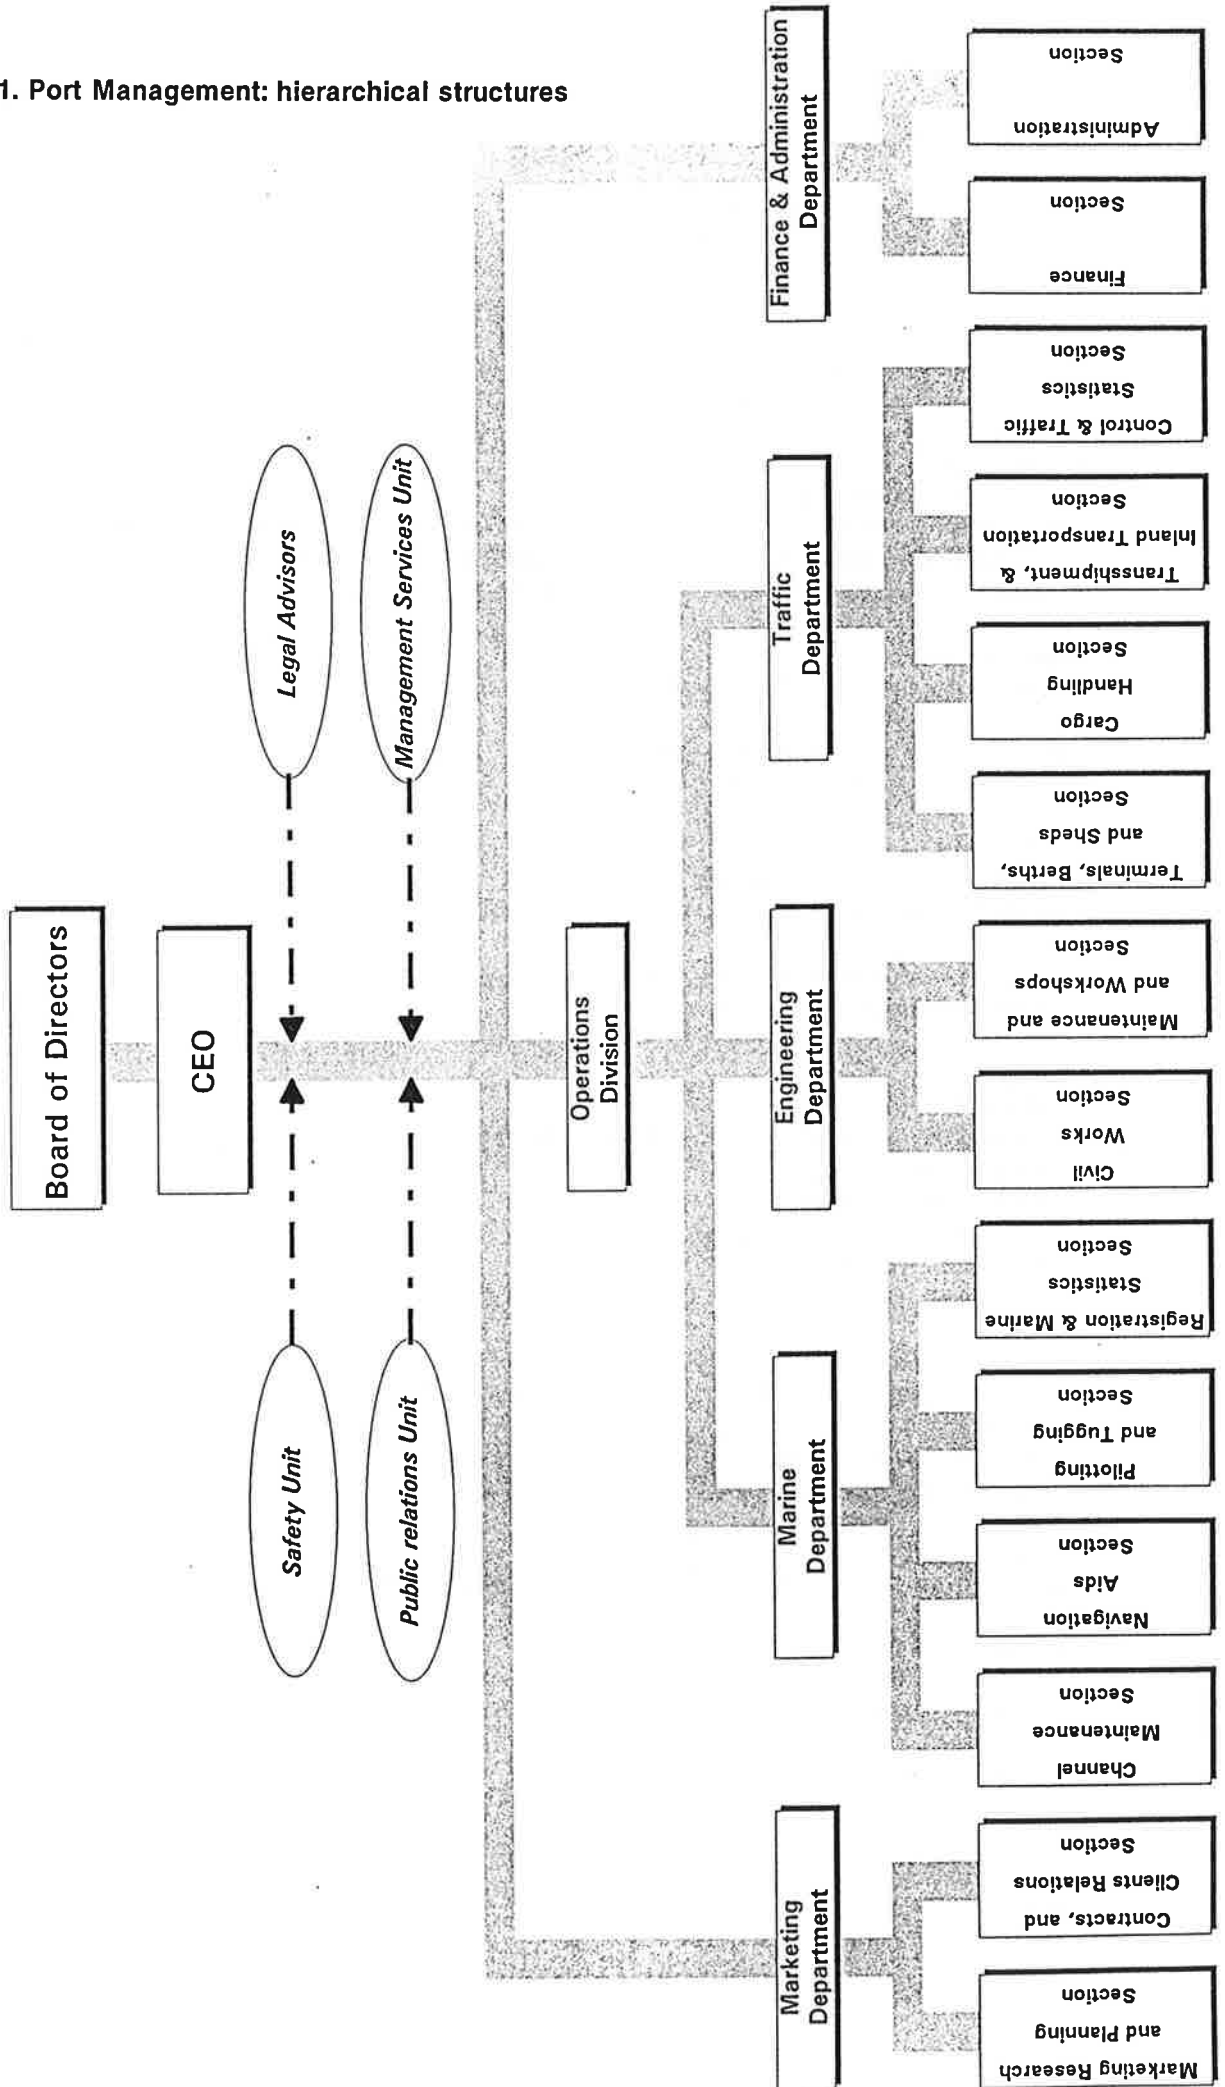 1. Port Management: hierarchical structures
Board of Directors
CEO
Safety Unit
Legal Advisors
Public relations Unit
Management Services Unit
Operations
Division
Marketing
Department
Marine
Department
Engineering
Department
Traffic
Department
Finance & Administration
Department
Marketing Research
and Planning
Section
Contracts, and
Clients Relations
Section
Channel
Maintenance
Section
Navigation
Aids
Section
Pilotting
and Tugging
Section
Registration & Marine
Statistics
Section
Civil
Works
Section
Maintenance and
and Workshops
Section
Terminals, Berths,
and Sheds
Section
Cargo
Handling
Section
Transshipment, &
Inland Transportation
Section
Control & Traffic
Statistics
Section
Finance
Section
Administration
Section